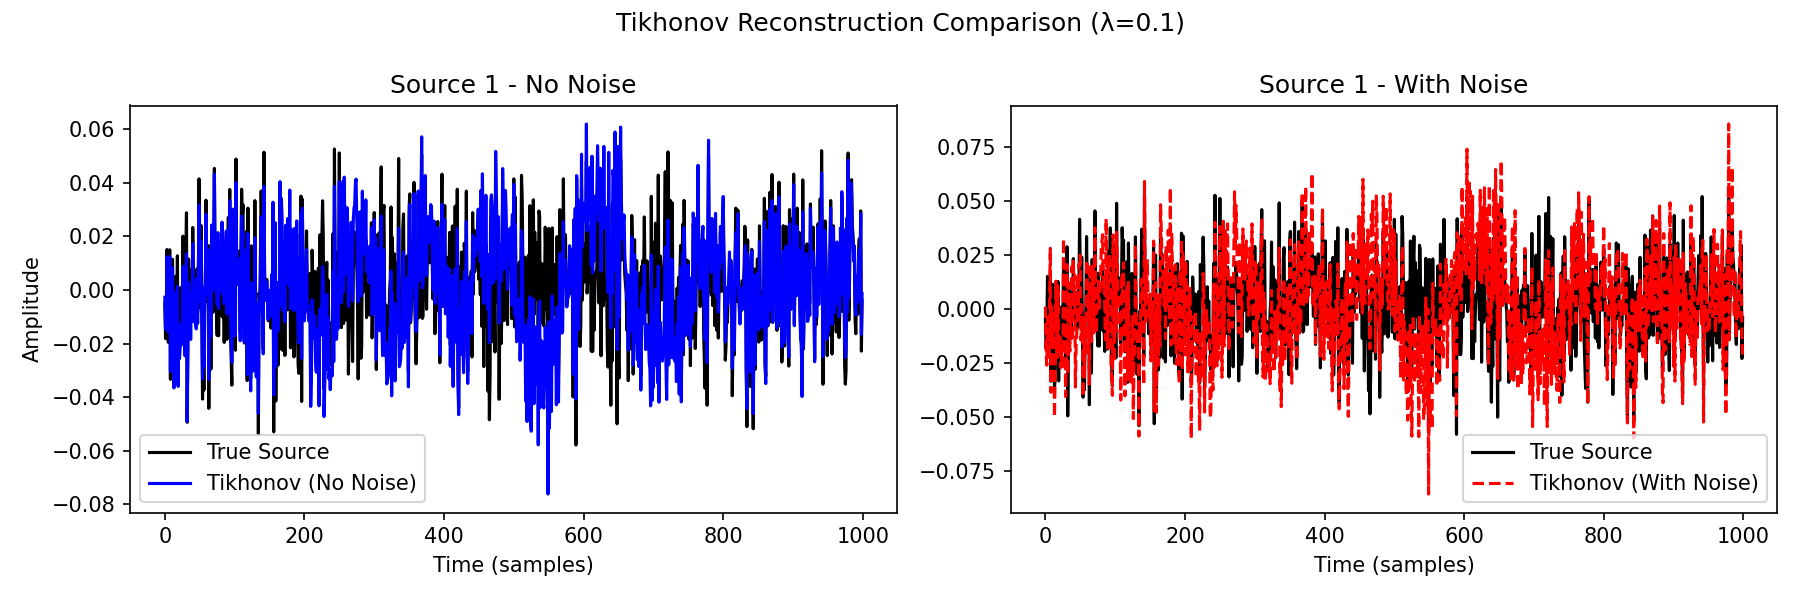 Tikhonov Reconstruction Comparison (λ=0.1)
Source 1 - No Noise
Amplitude
0.06
0.04
0.02
0.00
−0.02
−0.04
−0.06
−0.08
True Source
Tikhonov (No Noise)
0 200 400 600 800 1000
Time (samples)
Source 1 - With Noise
0.075
0.050
0.025
0.000
−0.025
−0.050
−0.075
True Source
Tikhonov (With Noise)
0 200 400 600 800 1000
Time (samples)